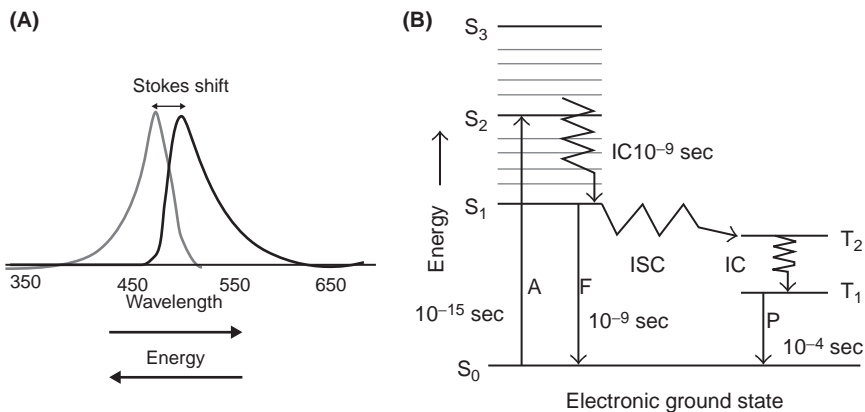 (A)
Stokes shift
350
450
550
650
Wavelength
Energy
(B)
S3
S2
IC10–9 sec
Energy
S1
T2
ISC
IC
T1
A
F
P
10–15 sec
10–9 sec
10–4 sec
S0
Electronic ground state